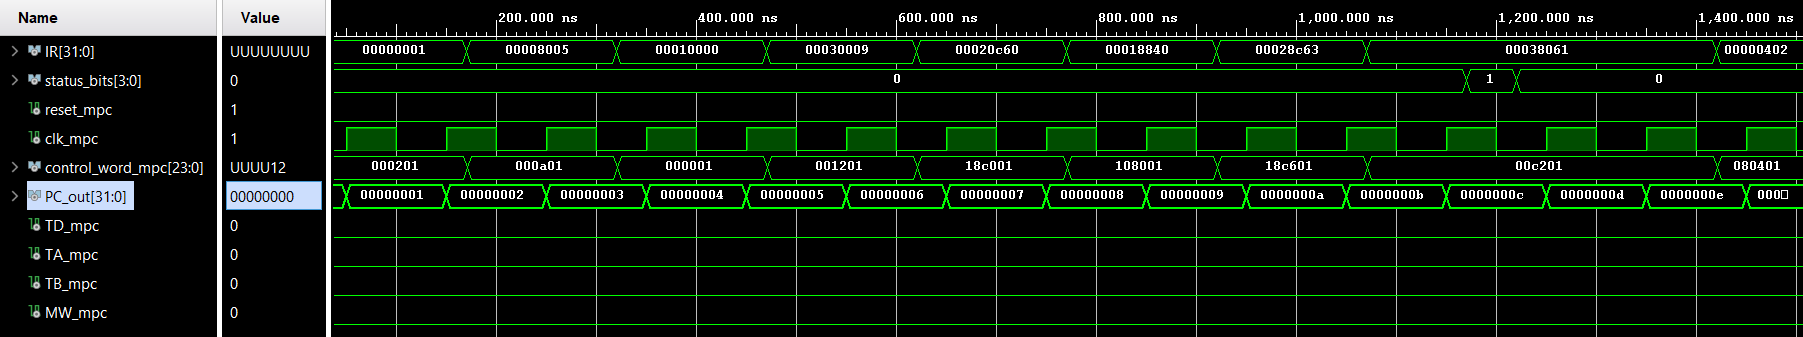 Name Value 200.000 ns 400.000 ns 600.000 ns 800.000 ns 1,000.000 ns 1,200.000 ns 1,400.000 ns
IR[31:0] UUUUUUUU 00000001 00008005 00010000 00030009 00020c60 00018840 00028c63 00038061 00000402
status_bits[3:0] 0 0 1 0
reset_mpc 1
clk_mpc 1
control_word_mpc[23:0] UUUU12 000201 000a01 000001 001201 18c001 108001 18c601 00c201 080401
PC_out[31:0] 00000000 00000001 00000002 00000003 00000004 00000005 00000006 00000007 00000008 00000009 0000000a 0000000b 0000000c 0000000d 0000000e 000
TD_mpc 0
TA_mpc 0
TB_mpc 0
MW_mpc 0